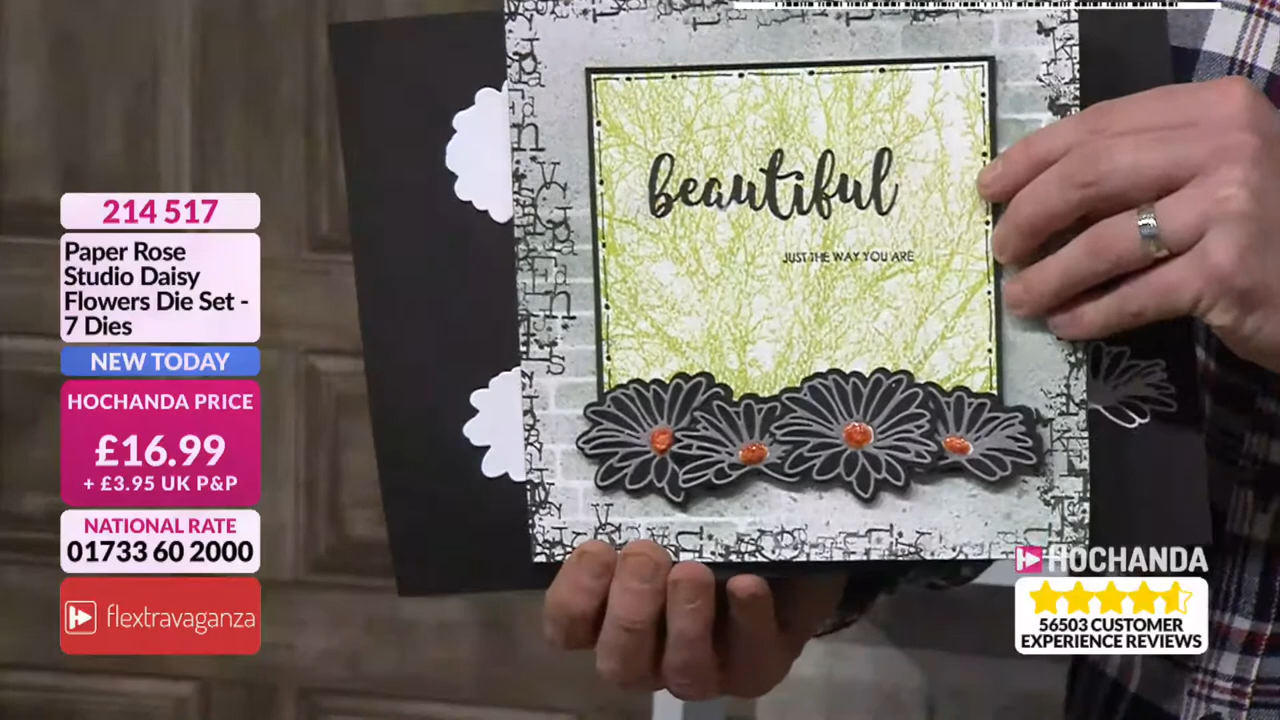 214 517
Paper Rose
Studio Daisy
Flowers Die Set -
7 Dies
NEW TODAY
HOCHANDA PRICE
£16.99
+ £3.95 UK P&P
NATIONAL RATE
01733 60 2000
flextravaganza
beautiful
JUST THE WAY YOU ARE
HOCHANDA
56503 CUSTOMER
EXPERIENCE REVIEWS